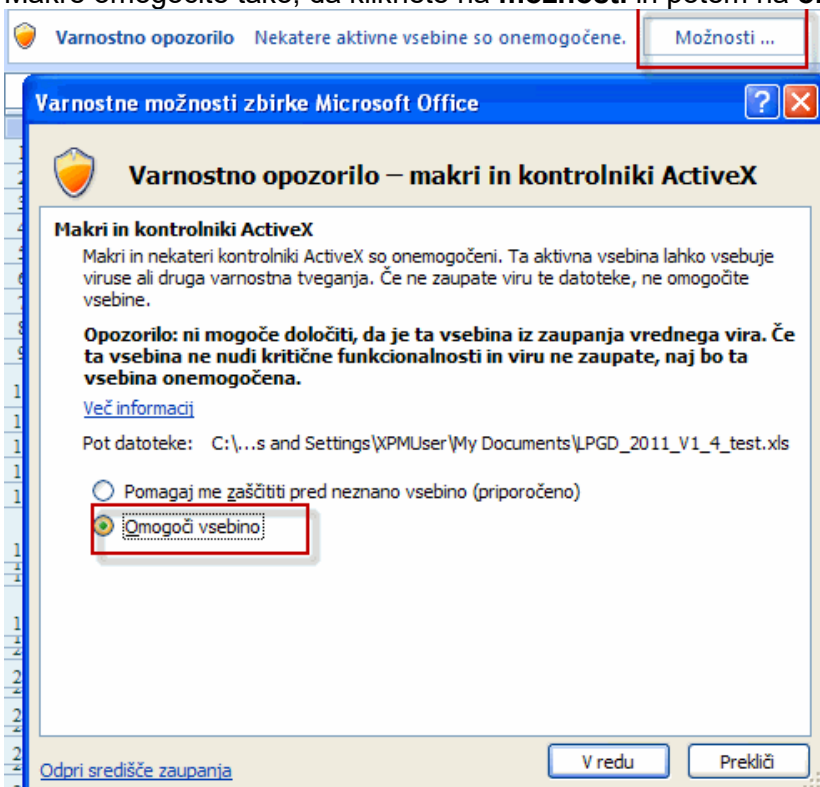 Makro omogočite tako, da kliknete na možnosti in potem na
Varnostno opozorilo Nekatere aktivne vsebine so onemogočene. Možnosti ...
Varnostne možnosti zbirke Microsoft Office
Varnostno opozorilo – makri in kontrolniki ActiveX
Makri in kontrolniki ActiveX
Makri in nekateri kontrolniki ActiveX so onemogočeni. Ta aktivna vsebina lahko vsebuje
viruse ali druga varnostna tveganja. Če ne zaupate viru te datoteke, ne omogočite
vsebine.
Opozorilo: ni mogoče določiti, da je ta vsebina iz zaupanja vrednega vira. Če
ta vsebina ne nudi kritične funkcionalnosti in viru ne zaupate, naj bo ta
vsebina onemogočena.
Več informacij
Pot datoteke: C:\...s and Settings\XPMUser\My Documents\LPGD_2011_V1_4_test.xls
Pomagaj me zaščititi pred neznano vsebino (priporočeno)
Omogoči vsebino
Odpri središče zaupanja V redu Prekliči